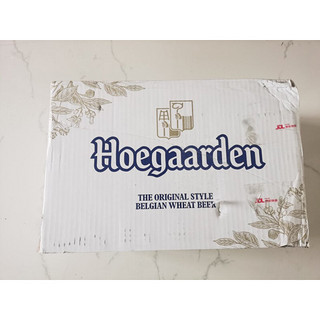 Hoegaarden
THE ORIGINAL STYLE
BELGIAN WHEAT BEER